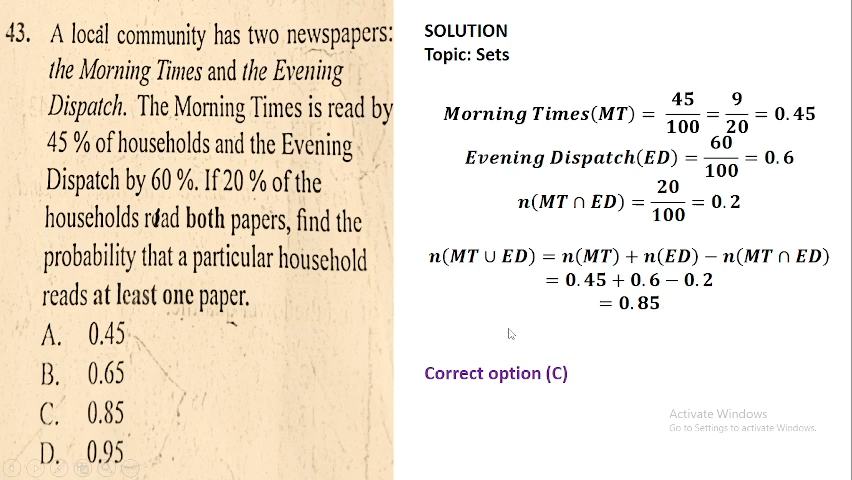 43. A local community has two newspapers:
the Morning Times and the Evening
Dispatch. The Morning Times is read by
45 % of households and the Evening
Dispatch by 60 %. If 20 % of the
households read both papers, find the
probability that a particular household
reads at least one paper.
A. 0.45
B. 0.65
C. 0.85
D. 0.95
SOLUTION
Topic: Sets
Morning Times(MT) = 45/100 = 9/20 = 0.45
Evening Dispatch(ED) = 60/100 = 0.6
n(MT ∩ ED) = 20/100 = 0.2
n(MT ∪ ED) = n(MT) + n(ED) − n(MT ∩ ED)
= 0.45 + 0.6 − 0.2
= 0.85
Correct option (C)
Activate Windows
Go to Settings to activate Windows.